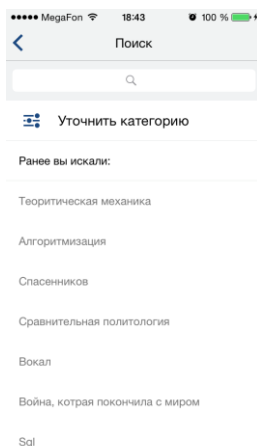 MegaFon 18:43 100 %
Поиск
Уточнить категорию
Ранее вы искали:
Теоритическая механика
Алгоритмизация
Спасенников
Сравнительная политология
Вокал
Война, котрая покончила с миром
Sql